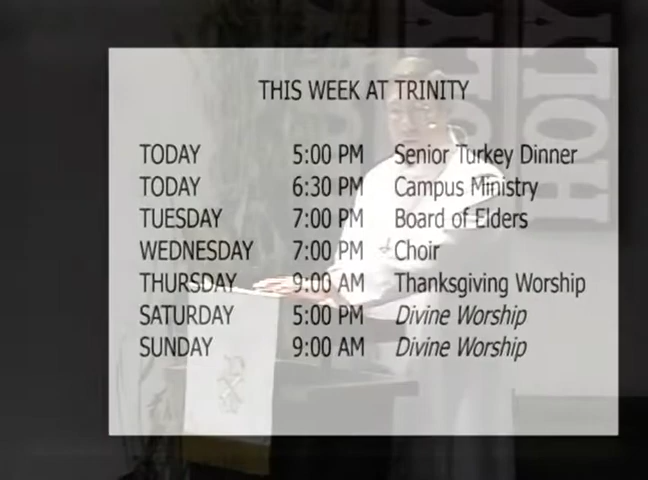 THIS WEEK AT TRINITY
TODAY 5:00 PM Senior Turkey Dinner
TODAY 6:30 PM Campus Ministry
TUESDAY 7:00 PM Board of Elders
WEDNESDAY 7:00 PM Choir
THURSDAY 9:00 AM Thanksgiving Worship
SATURDAY 5:00 PM Divine Worship
SUNDAY 9:00 AM Divine Worship
HOLY
HOLY